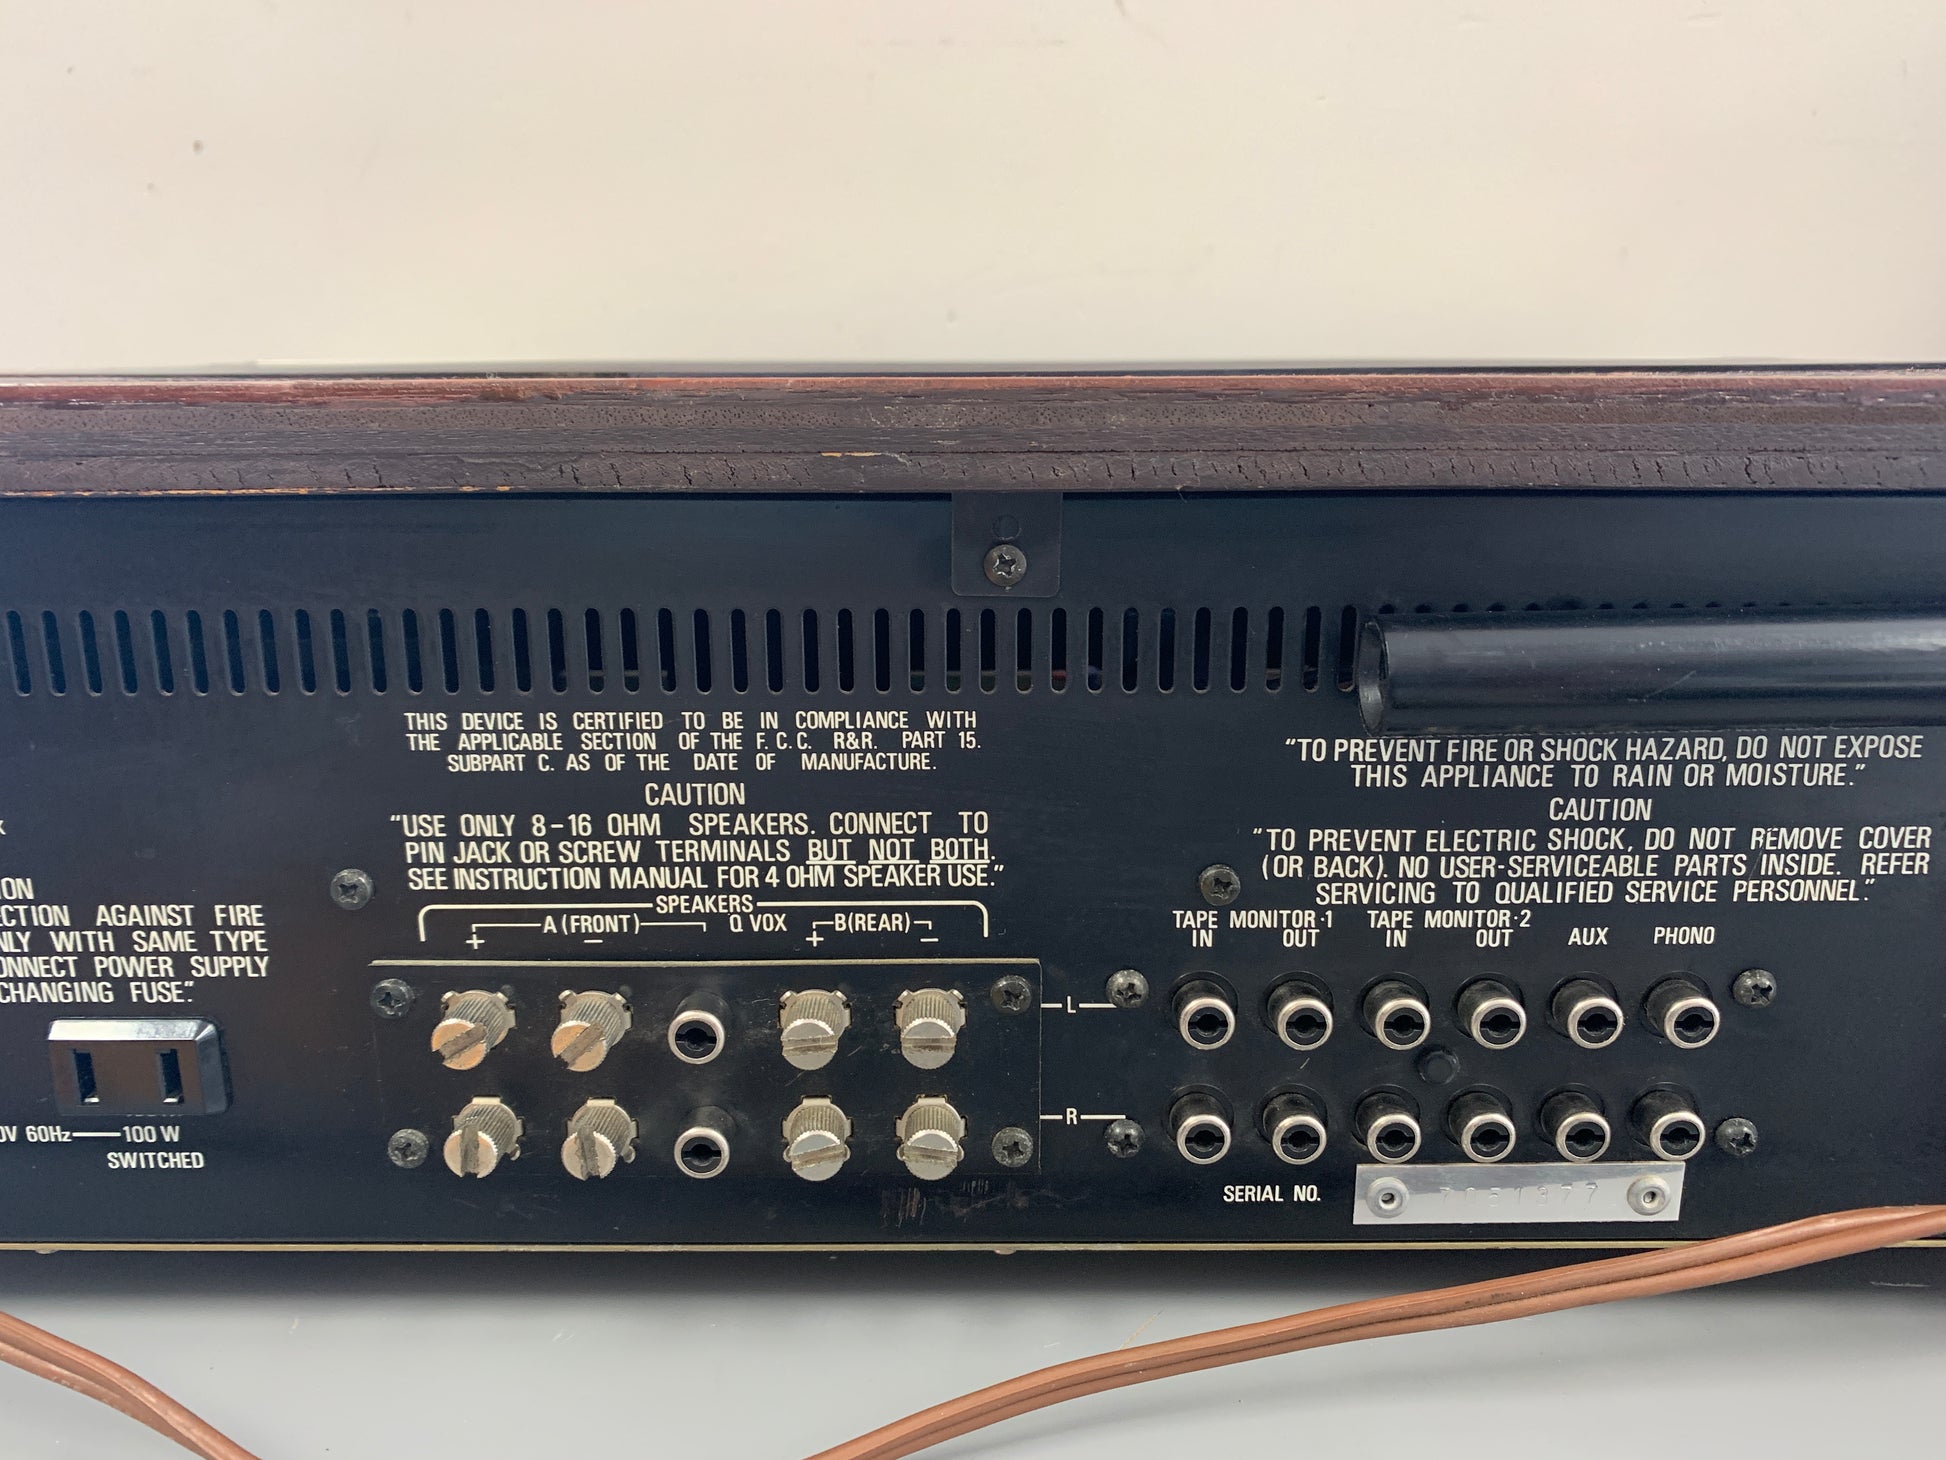 THIS DEVICE IS CERTIFIED TO BE IN COMPLIANCE WITH
THE APPLICABLE SECTION OF THE F.C.C. R&R. PART 15.
SUBPART C. AS OF THE DATE OF MANUFACTURE.
CAUTION
"USE ONLY 8-16 OHM SPEAKERS. CONNECT TO
PIN JACK OR SCREW TERMINALS BUT NOT BOTH.
SEE INSTRUCTION MANUAL FOR 4 OHM SPEAKER USE."
SPEAKERS
A (FRONT) Q VOX B(REAR)
+ − + −
"TO PREVENT FIRE OR SHOCK HAZARD, DO NOT EXPOSE
THIS APPLIANCE TO RAIN OR MOISTURE."
CAUTION
"TO PREVENT ELECTRIC SHOCK, DO NOT REMOVE COVER
(OR BACK). NO USER-SERVICEABLE PARTS INSIDE. REFER
SERVICING TO QUALIFIED SERVICE PERSONNEL."
TAPE MONITOR·1 TAPE MONITOR·2
IN OUT IN OUT AUX PHONO
L
R
SERIAL NO.
7051377
AGAINST FIRE
WITH SAME TYPE
POWER SUPPLY
CHANGING FUSE."
60Hz 100 W
SWITCHED